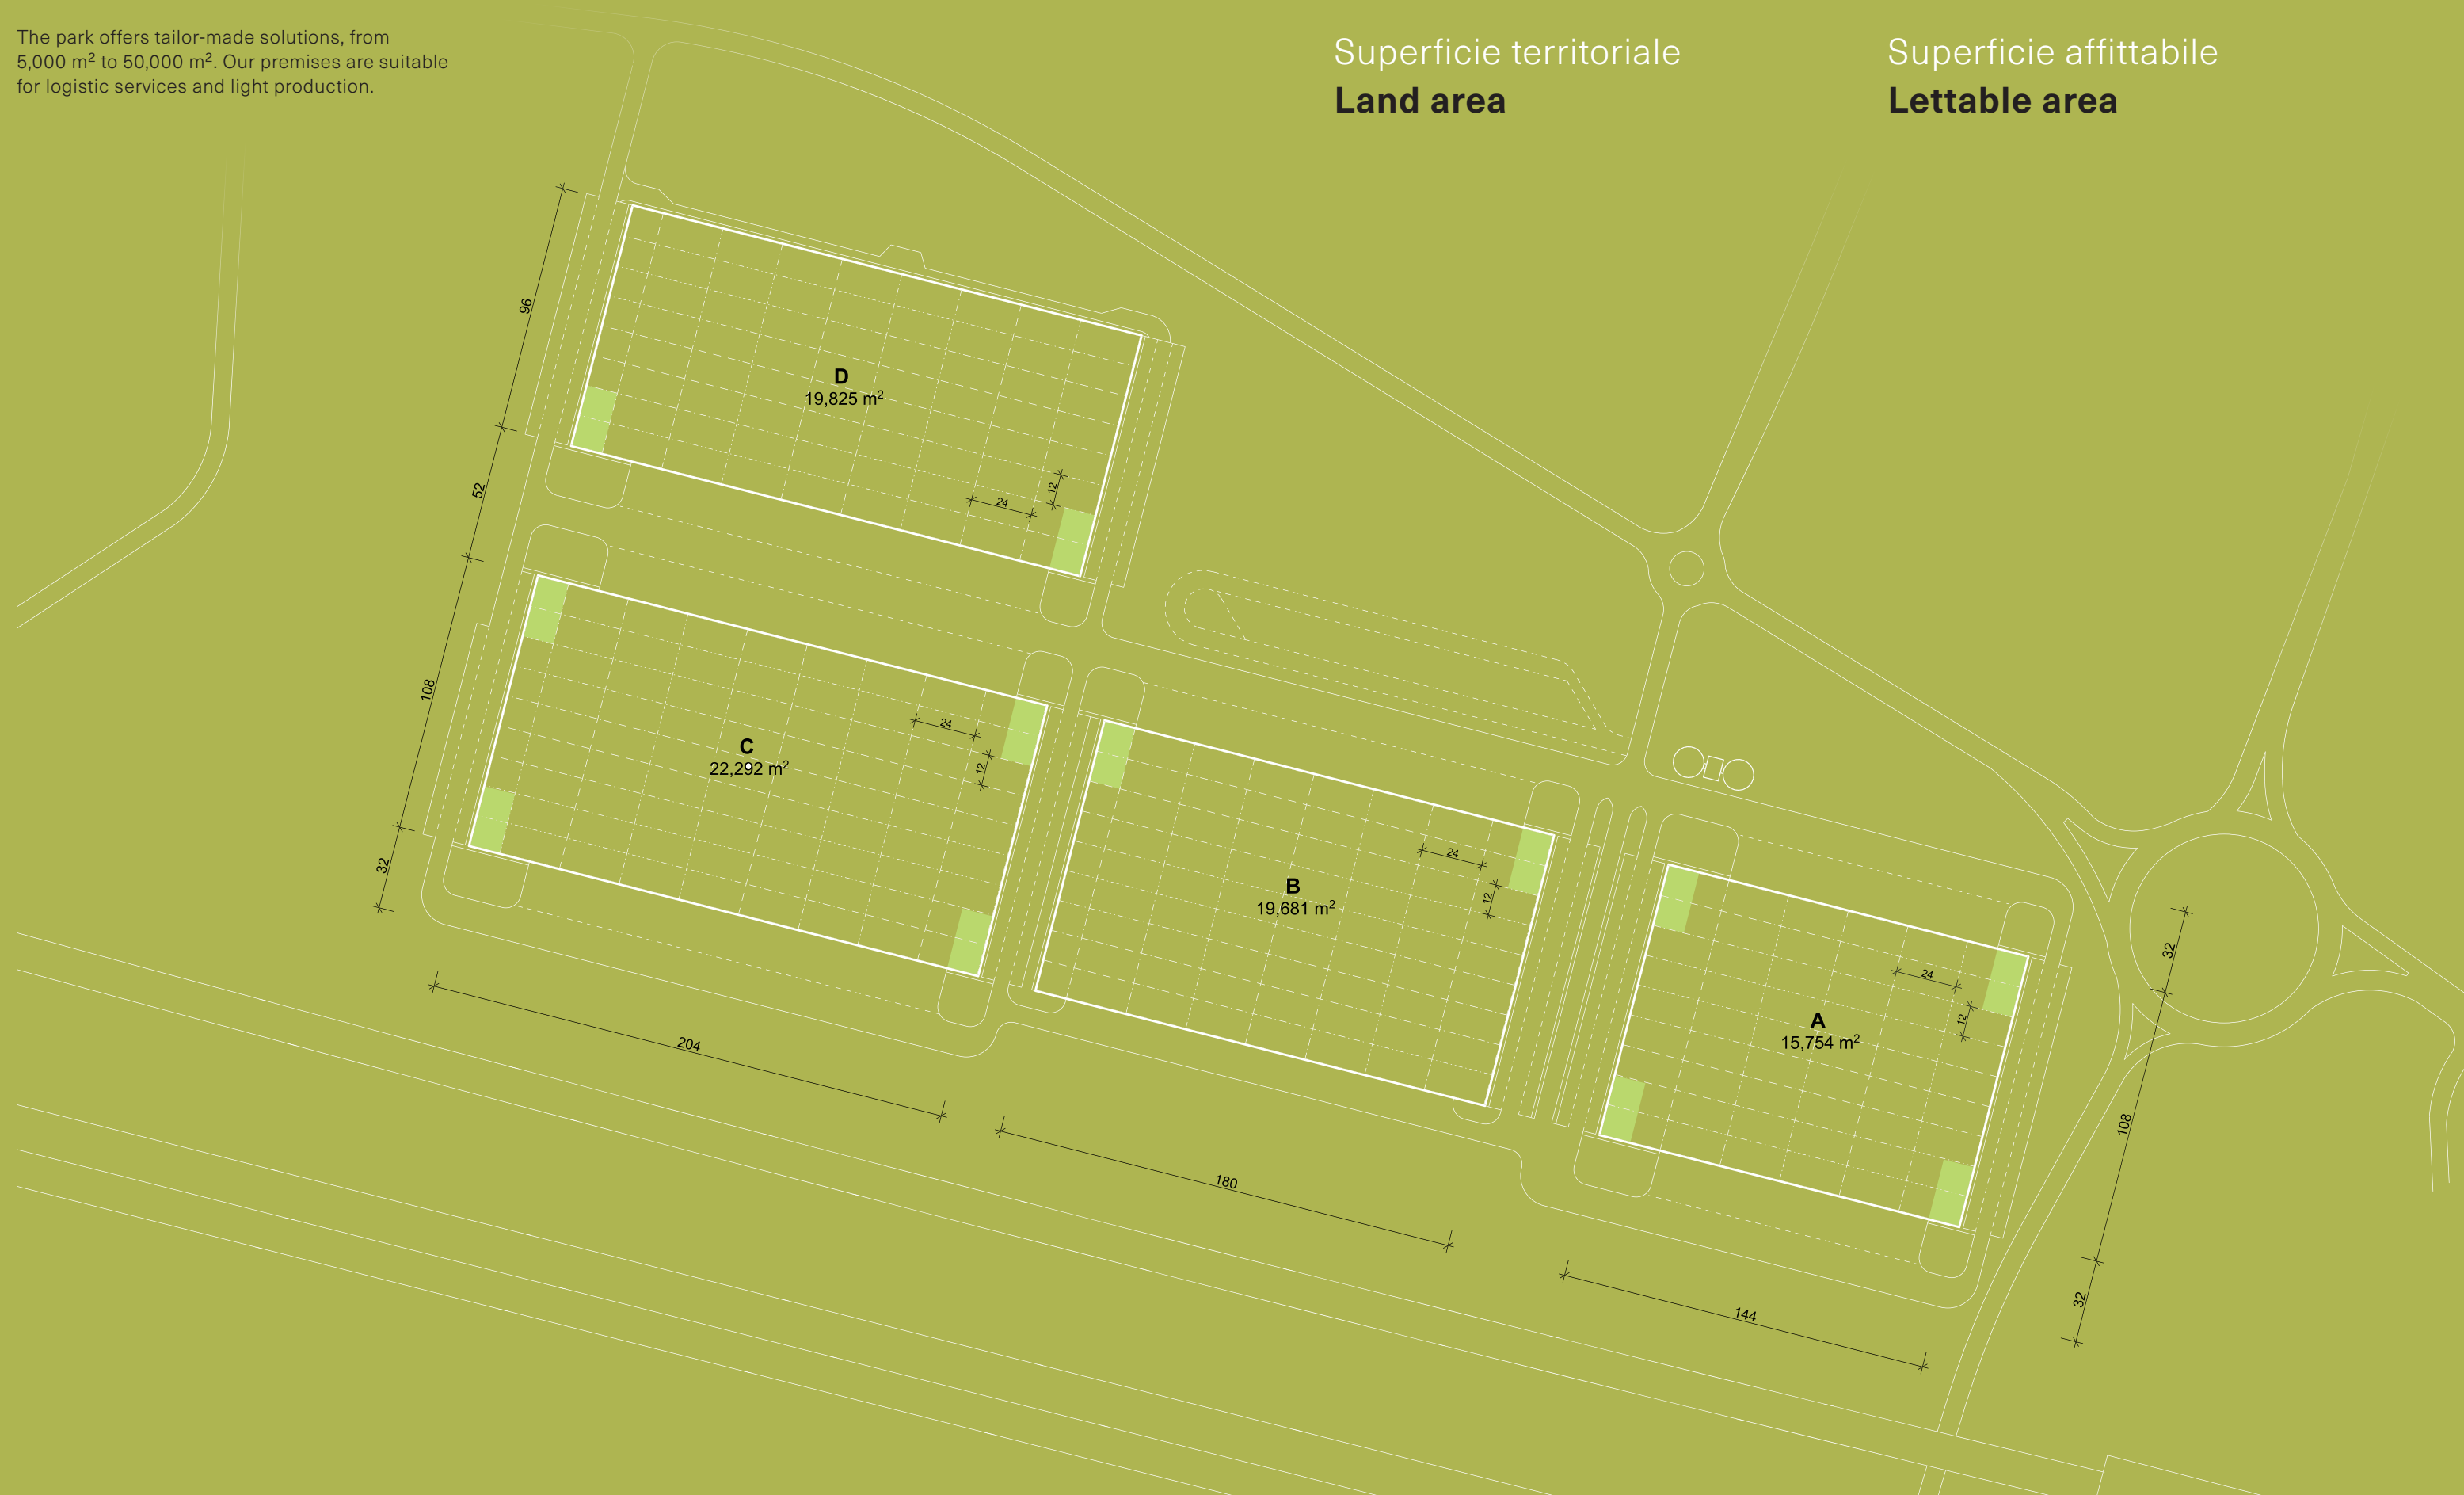 The park offers tailor-made solutions, from
5,000 m² to 50,000 m². Our premises are suitable
for logistic services and light production.
Superficie territoriale
Land area
Superficie affittabile
Lettable area
96
52
108
32
D
19,825 m²
24
12
C
22,292 m²
24
12
B
19,681 m²
24
12
A
15,754 m²
24
12
204
180
144
32
108
32